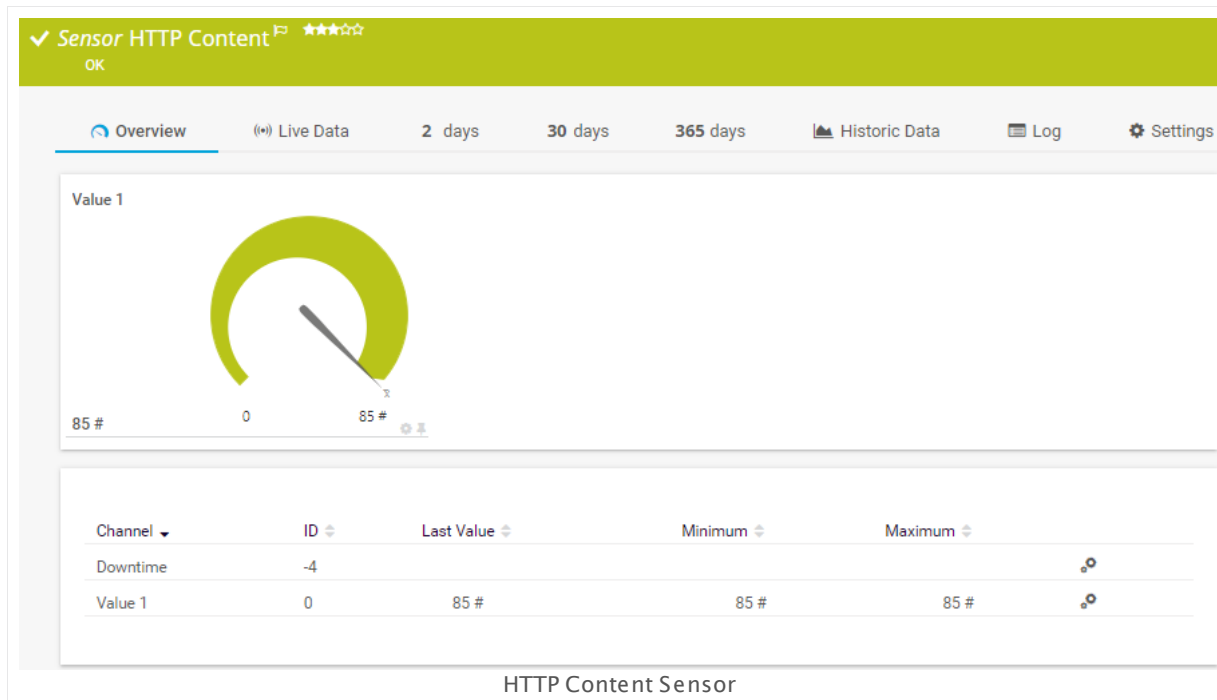 Sensor HTTP Content
OK
Overview Live Data 2 days 30 days 365 days Historic Data Log Settings
Value 1
0 85 #
85 #
Channel ID Last Value Minimum Maximum
Downtime -4
Value 1 0 85 # 85 # 85 #
HTTP Content Sensor